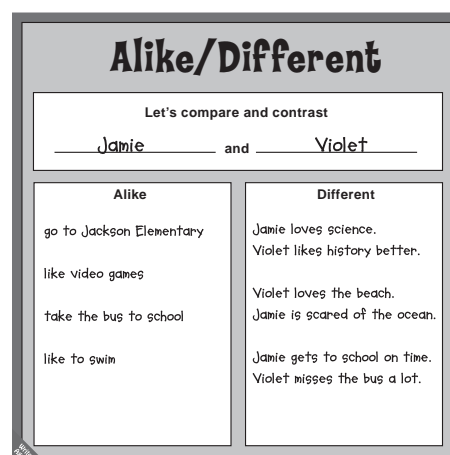 Alike/Different
Let's compare and contrast
Jamie and Violet
Alike
go to Jackson Elementary
like video games
take the bus to school
like to swim
Different
Jamie loves science.
Violet likes history better.
Violet loves the beach.
Jamie is scared of the ocean.
Jamie gets to school on time.
Violet misses the bus a lot.